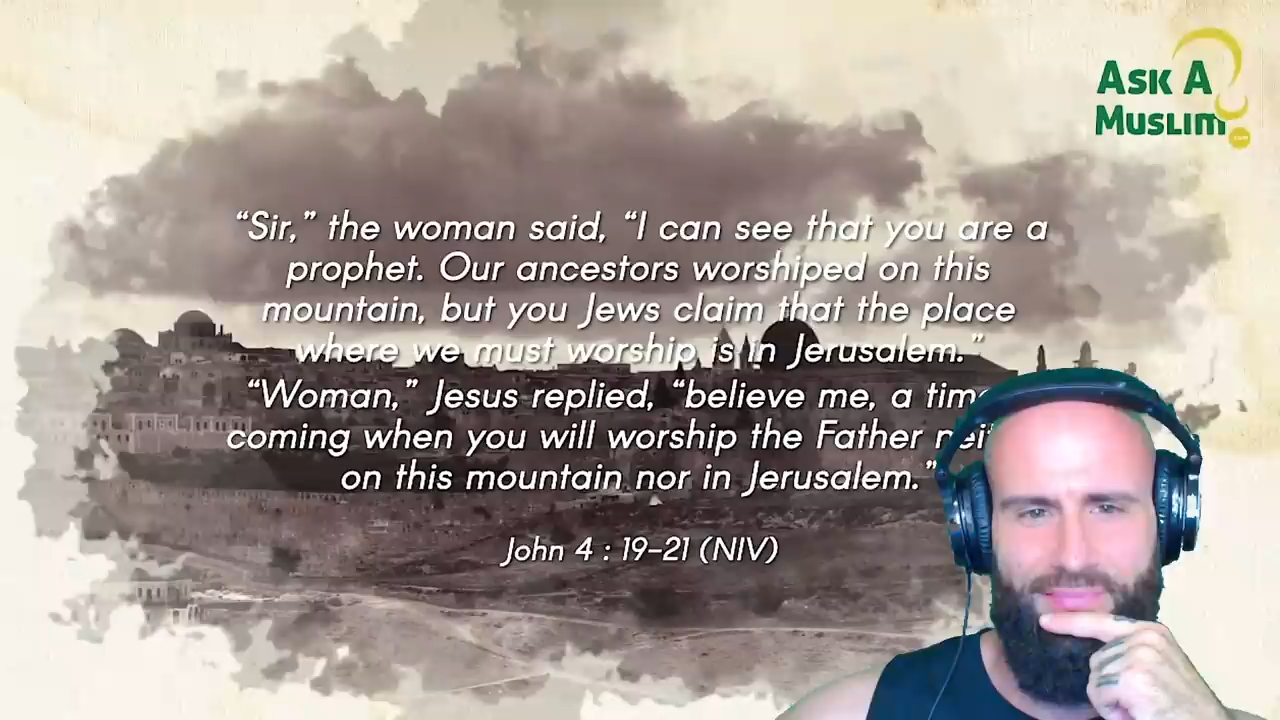 Ask A
Muslim
.com
“Sir,” the woman said, “I can see that you are a
prophet. Our ancestors worshiped on this
mountain, but you Jews claim that the place
where we must worship is in Jerusalem.”
“Woman,” Jesus replied, “believe me, a time
coming when you will worship the Father
on this mountain nor in Jerusalem.”
John 4 : 19–21 (NIV)